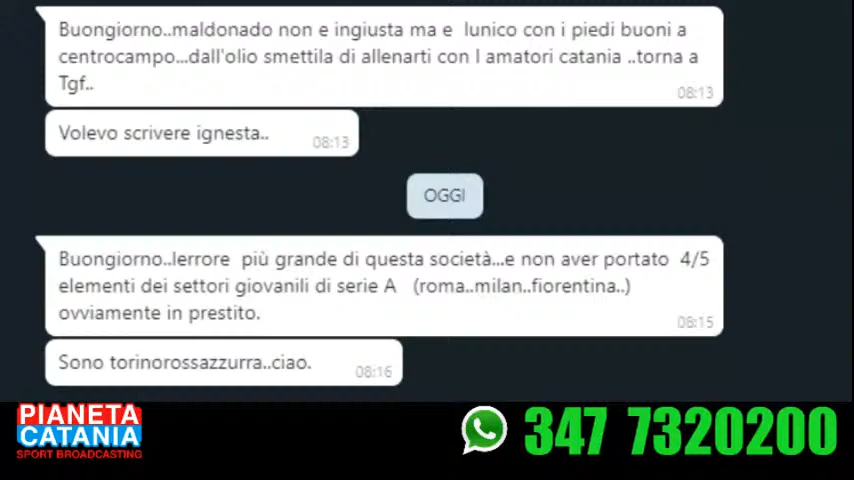 Buongiorno..maldonado non e ingiusta ma e lunico con i piedi buoni a
centrocampo...dall'olio smettila di allenarti con l amatori catania ..torna a
Tgf..
08:13
Volevo scrivere ignesta..
08:13
OGGI
Buongiorno..lerrore più grande di questa società...e non aver portato 4/5
elementi dei settori giovanili di serie A (roma..milan..fiorentina..)
ovviamente in prestito.
08:15
Sono torinorossazzurra..ciao.
08:16
PIANETA
CATANIA
SPORT BROADCASTING
347 7320200